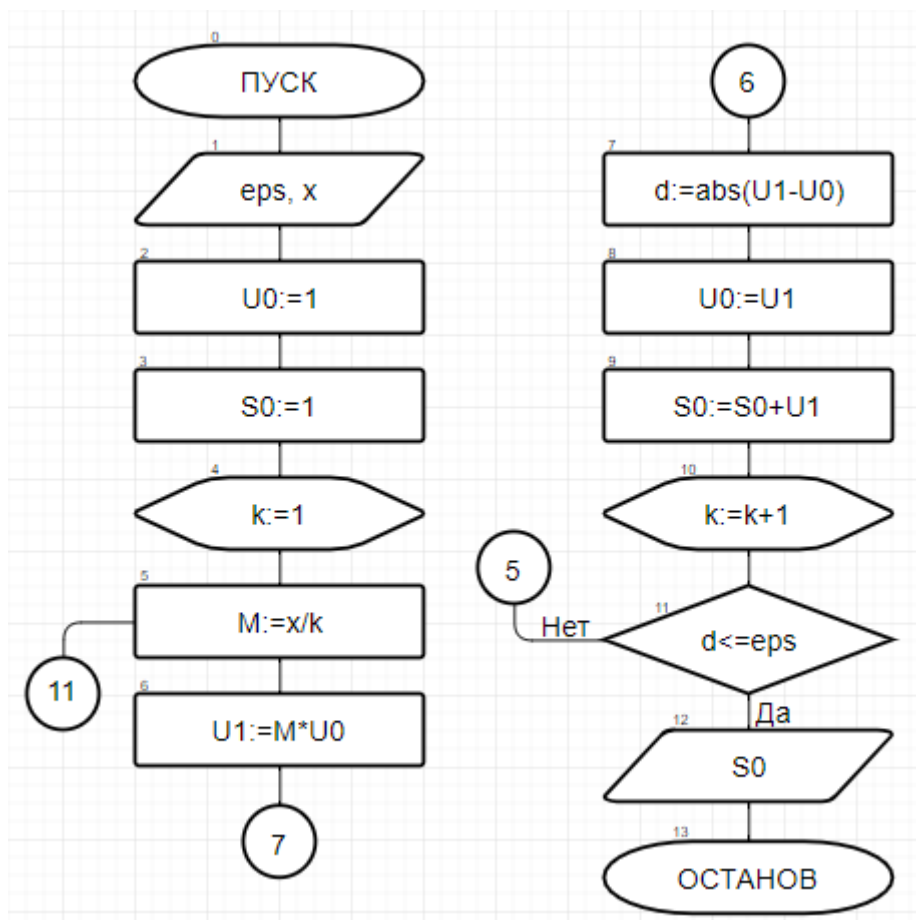 0
ПУСК
1
eps, x
2
U0:=1
3
S0:=1
4
k:=1
5
M:=x/k
11
6
U1:=M*U0
7
6
7
d:=abs(U1-U0)
8
U0:=U1
9
S0:=S0+U1
10
k:=k+1
5
Нет
11
d<=eps
Да
12
S0
13
ОСТАНОВ